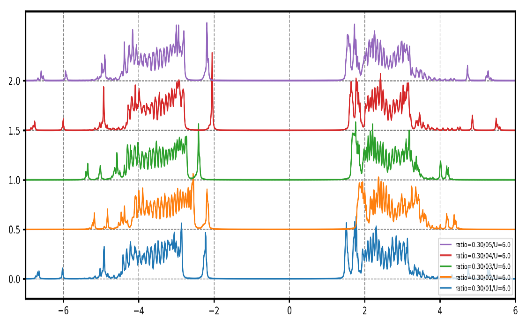 2.0
1.5
1.0
0.5
0.0
ratio=0.30/05/U=6.0
ratio=0.30/04/U=6.0
ratio=0.30/03/U=6.0
ratio=0.30/02/U=6.0
ratio=0.30/01/U=6.0
−6 −4 −2 0 2 4 6